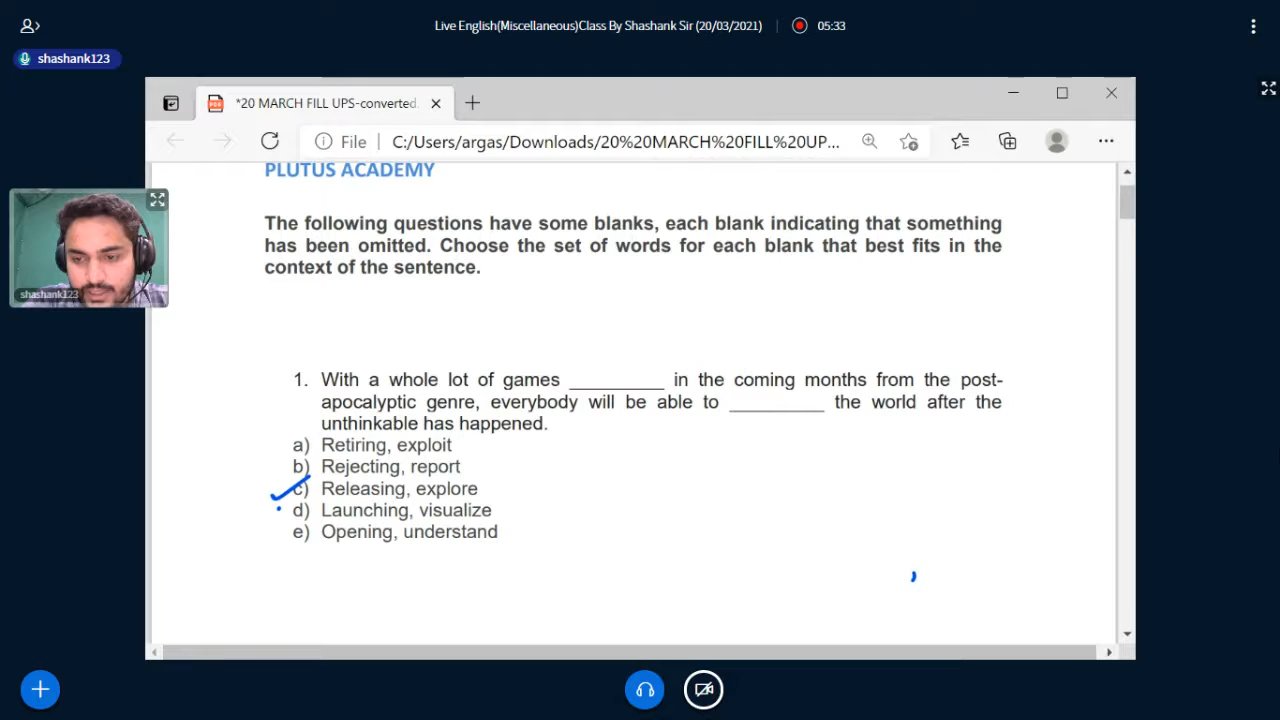 Live English(Miscellaneous)Class By Shashank Sir (20/03/2021) 05:33
shashank123
*20 MARCH FILL UPS-converted.
File C:/Users/argas/Downloads/20%20MARCH%20FILL%20UP...
PLUTUS ACADEMY
The following questions have some blanks, each blank indicating that something
has been omitted. Choose the set of words for each blank that best fits in the
context of the sentence.
shashank123
1. With a whole lot of games _________ in the coming months from the post-
apocalyptic genre, everybody will be able to _________ the world after the
unthinkable has happened.
a) Retiring, exploit
b) Rejecting, report
c) Releasing, explore
d) Launching, visualize
e) Opening, understand